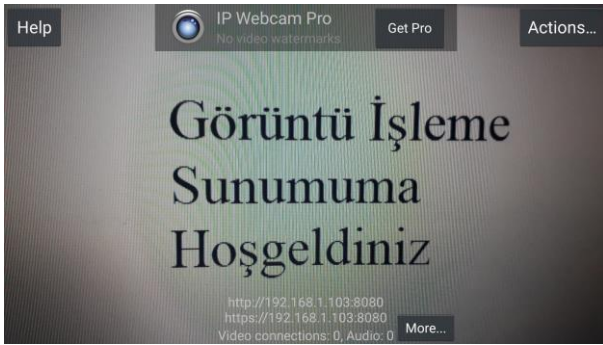 Help
IP Webcam Pro
No video watermarks
Get Pro
Actions...
Görüntü İşleme
Sunumuma
Hoşgeldiniz
http://192.168.1.103:8080
https://192.168.1.103:8080
Video connections: 0, Audio: 0
More...